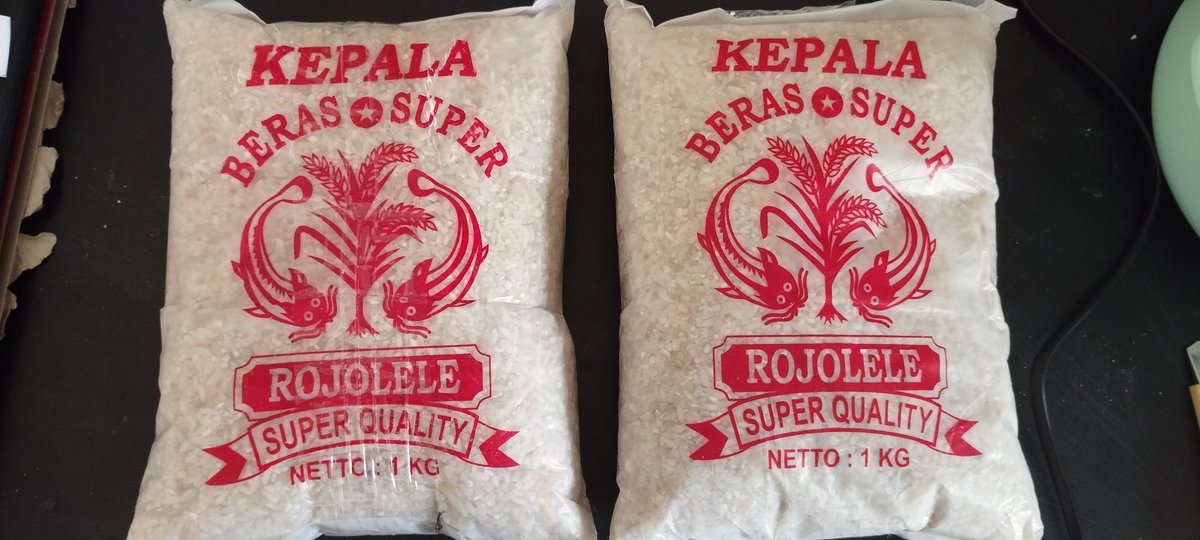 KEPALA
BERAS SUPER
ROJOLELE
SUPER QUALITY
NETTO : 1 KG
KEPALA
BERAS SUPER
ROJOLELE
SUPER QUALITY
NETTO : 1 KG